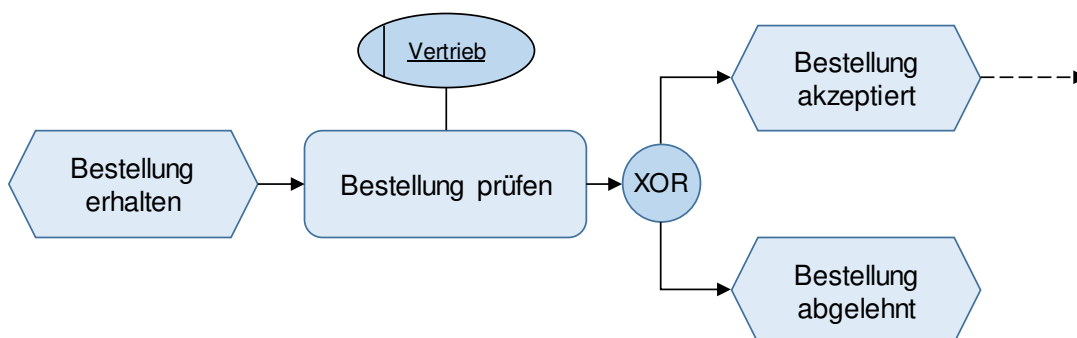 Vertrieb
Bestellung
erhalten
Bestellung prüfen
XOR
Bestellung
akzeptiert
Bestellung
abgelehnt